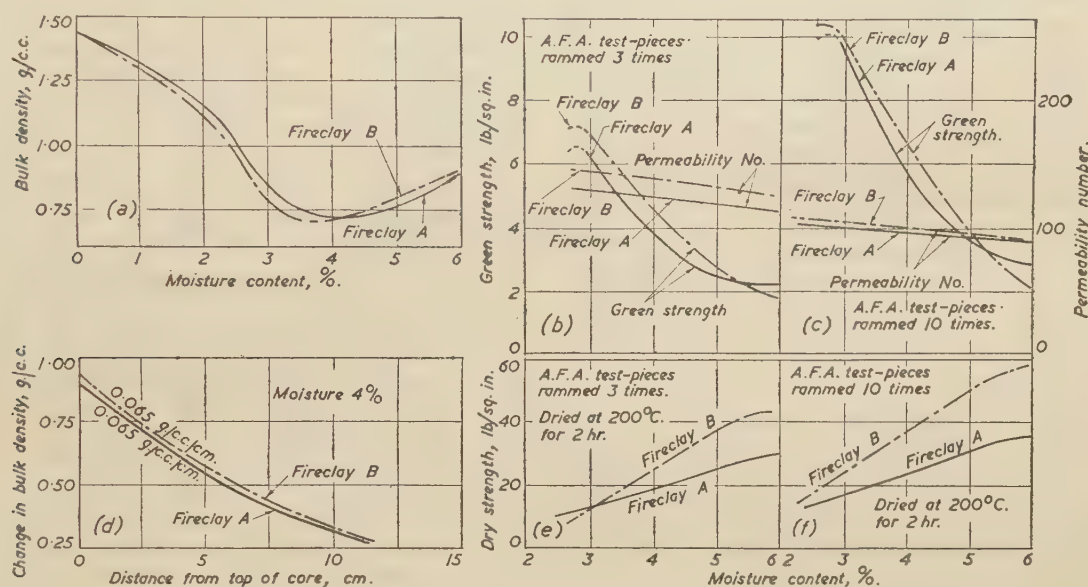 1·50
1·25
1·00
0·75
Bulk density, g/c.c.
Fireclay B
Fireclay A
(a)
0
1
2
3
4
5
6
Moisture content, %.
10
8
6
4
2
0
Green strength, lb/sq.in.
A.F.A. test-pieces·
rammed 3 times
Fireclay B
Fireclay A
Permeability No.
Fireclay B
Fireclay A
(b)
Green strength
Fireclay B
Fireclay A
Green
strength.
Fireclay B
Fireclay A
Permeability No.
(c)
A.F.A. test-pieces·
rammed 10 times.
200
100
0
Permeability number.
1·00
0·75
0·50
0·25
Change in bulk density, g/c.c.
Moisture 4%
0·065 g/c.c./cm.
0·065 g/c.c./cm.
Fireclay B
Fireclay A
(d)
0
5
10
15
Distance from top of core, cm.
60
40
20
0
Dry strength, lb/sq.in.
A.F.A. test-pieces
rammed 3 times
Dried at 200°C.
for 2 hr.
Fireclay B
Fireclay A
(e)
A.F.A. test-pieces
rammed 10 times
Fireclay B
Fireclay A
Dried at 200°C.
for 2 hr.
(f)
2
3
4
5
6
2
3
4
5
6
Moisture content, %.